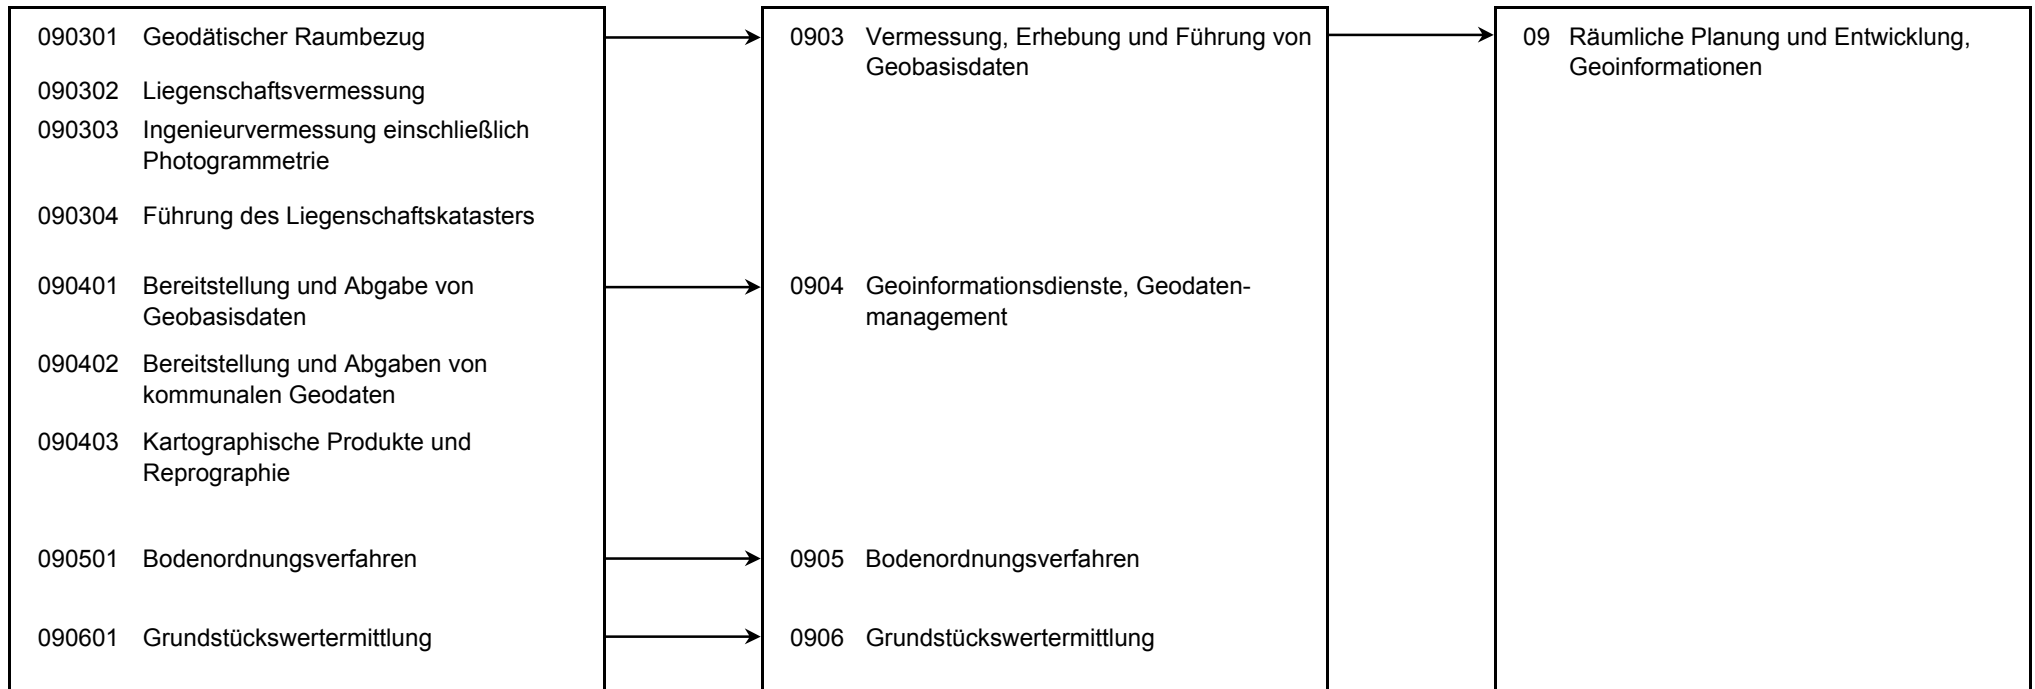 090301 Geodätischer Raumbezug
090302 Liegenschaftsvermessung
090303 Ingenieurvermessung einschließlich
Photogrammetrie
090304 Führung des Liegenschaftskatasters
090401 Bereitstellung und Abgabe von
Geobasisdaten
090402 Bereitstellung und Abgaben von
kommunalen Geodaten
090403 Kartographische Produkte und
Reprographie
090501 Bodenordnungsverfahren
090601 Grundstückswertermittlung
0903 Vermessung, Erhebung und Führung von
Geobasisdaten
0904 Geoinformationsdienste, Geodaten-
management
0905 Bodenordnungsverfahren
0906 Grundstückswertermittlung
09 Räumliche Planung und Entwicklung,
Geoinformationen